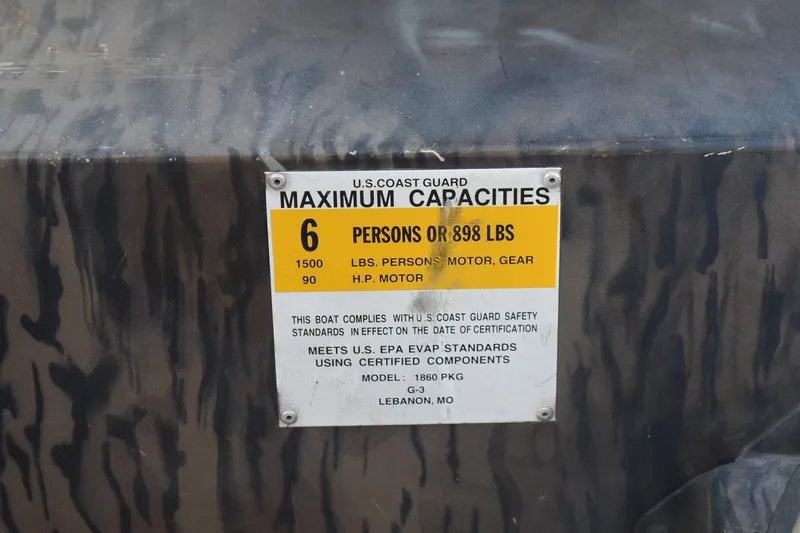 U.S.COAST GUARD
MAXIMUM CAPACITIES
6 PERSONS OR 898 LBS
1500 LBS. PERSONS, MOTOR, GEAR
90 H.P. MOTOR
THIS BOAT COMPLIES WITH U.S. COAST GUARD SAFETY
STANDARDS IN EFFECT ON THE DATE OF CERTIFICATION
MEETS U.S. EPA EVAP STANDARDS
USING CERTIFIED COMPONENTS
MODEL: 1860 PKG
G-3
LEBANON, MO